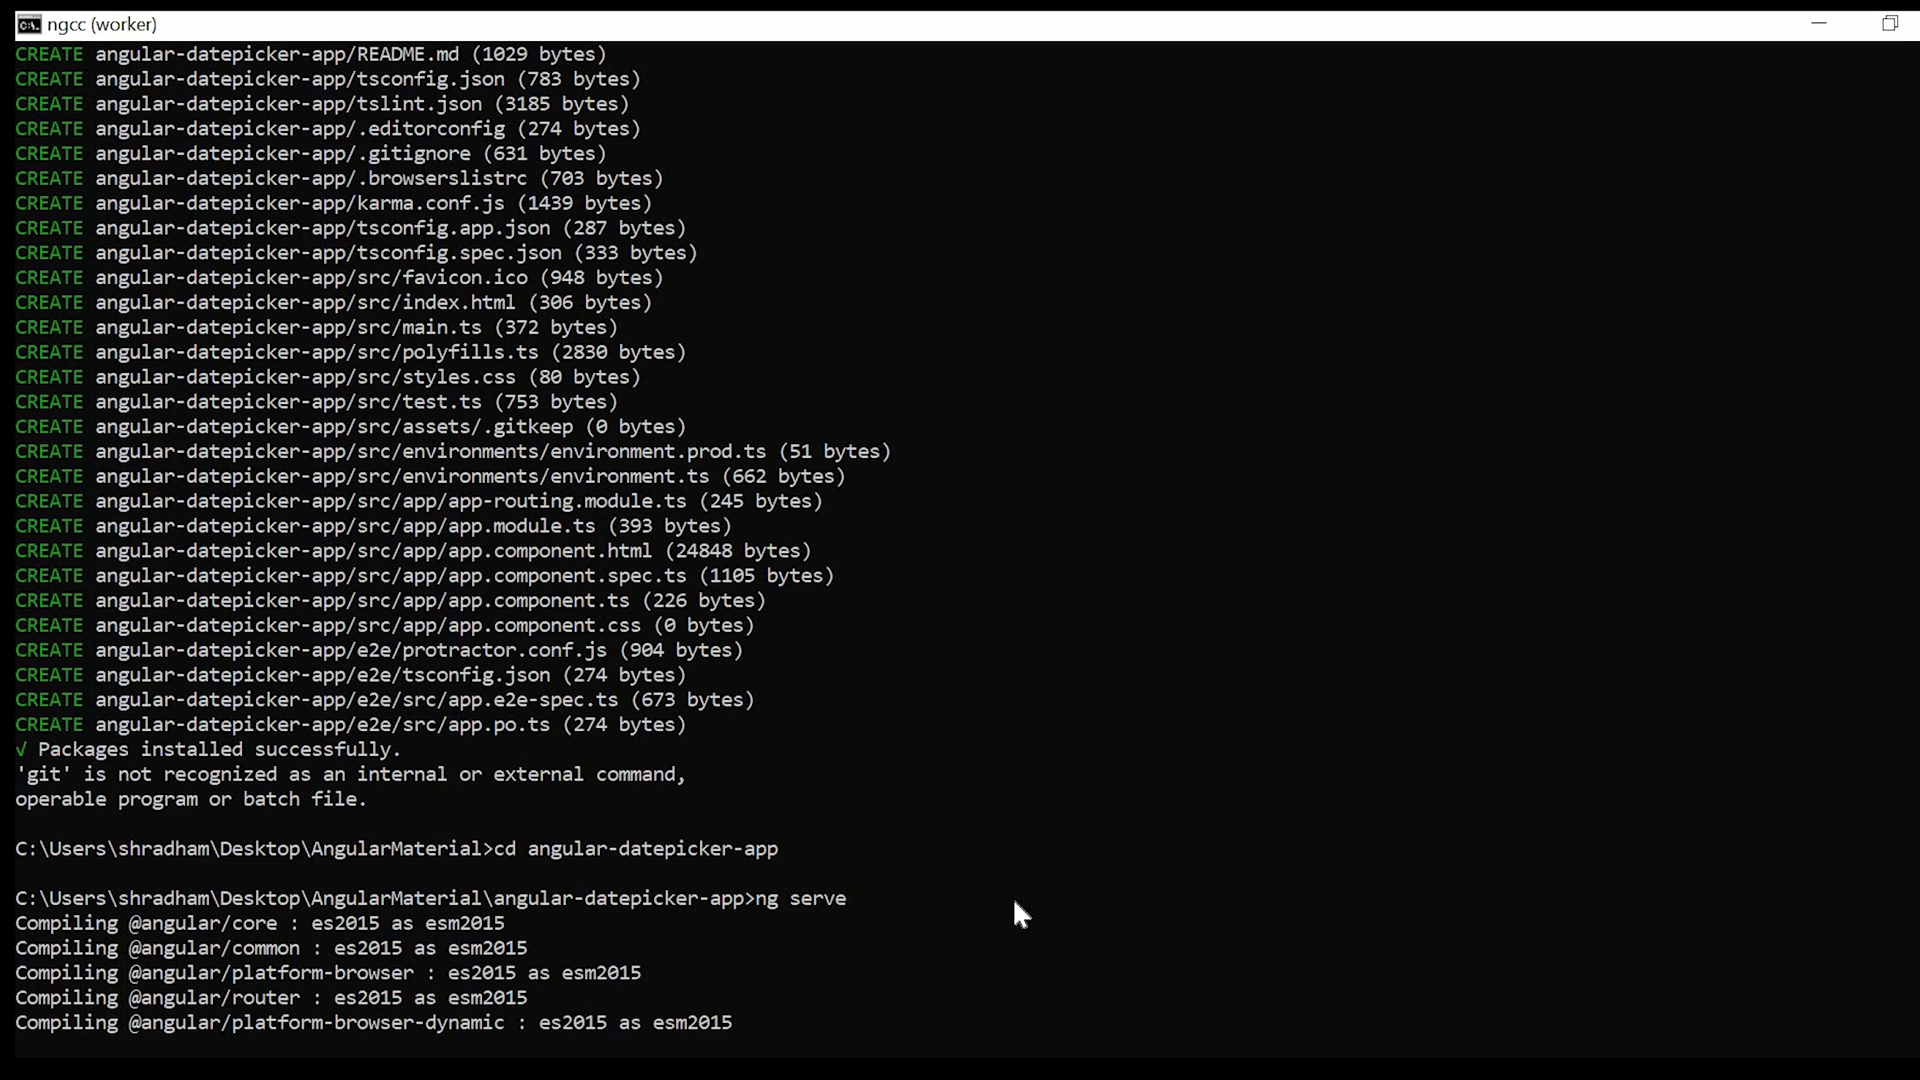 ngcc (worker)
CREATE angular-datepicker-app/README.md (1029 bytes)
CREATE angular-datepicker-app/tsconfig.json (783 bytes)
CREATE angular-datepicker-app/tslint.json (3185 bytes)
CREATE angular-datepicker-app/.editorconfig (274 bytes)
CREATE angular-datepicker-app/.gitignore (631 bytes)
CREATE angular-datepicker-app/.browserslistrc (703 bytes)
CREATE angular-datepicker-app/karma.conf.js (1439 bytes)
CREATE angular-datepicker-app/tsconfig.app.json (287 bytes)
CREATE angular-datepicker-app/tsconfig.spec.json (333 bytes)
CREATE angular-datepicker-app/src/favicon.ico (948 bytes)
CREATE angular-datepicker-app/src/index.html (306 bytes)
CREATE angular-datepicker-app/src/main.ts (372 bytes)
CREATE angular-datepicker-app/src/polyfills.ts (2830 bytes)
CREATE angular-datepicker-app/src/styles.css (80 bytes)
CREATE angular-datepicker-app/src/test.ts (753 bytes)
CREATE angular-datepicker-app/src/assets/.gitkeep (0 bytes)
CREATE angular-datepicker-app/src/environments/environment.prod.ts (51 bytes)
CREATE angular-datepicker-app/src/environments/environment.ts (662 bytes)
CREATE angular-datepicker-app/src/app/app-routing.module.ts (245 bytes)
CREATE angular-datepicker-app/src/app/app.module.ts (393 bytes)
CREATE angular-datepicker-app/src/app/app.component.html (24848 bytes)
CREATE angular-datepicker-app/src/app/app.component.spec.ts (1105 bytes)
CREATE angular-datepicker-app/src/app/app.component.ts (226 bytes)
CREATE angular-datepicker-app/src/app/app.component.css (0 bytes)
CREATE angular-datepicker-app/e2e/protractor.conf.js (904 bytes)
CREATE angular-datepicker-app/e2e/tsconfig.json (274 bytes)
CREATE angular-datepicker-app/e2e/src/app.e2e-spec.ts (673 bytes)
CREATE angular-datepicker-app/e2e/src/app.po.ts (274 bytes)
√ Packages installed successfully.
'git' is not recognized as an internal or external command,
operable program or batch file.
C:\Users\shradham\Desktop\AngularMaterial>cd angular-datepicker-app
C:\Users\shradham\Desktop\AngularMaterial\angular-datepicker-app>ng serve
Compiling @angular/core : es2015 as esm2015
Compiling @angular/common : es2015 as esm2015
Compiling @angular/platform-browser : es2015 as esm2015
Compiling @angular/router : es2015 as esm2015
Compiling @angular/platform-browser-dynamic : es2015 as esm2015